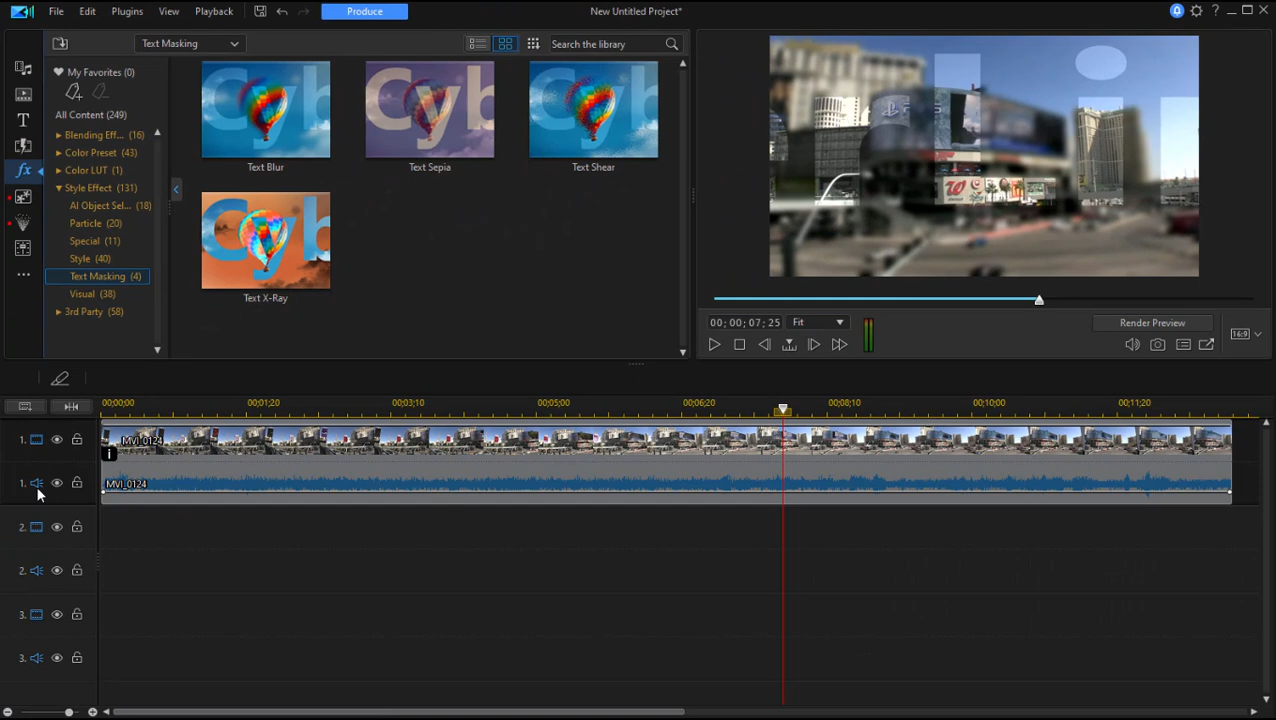 File Edit Plugins View Playback Produce New Untitled Project*
Text Masking Search the library
My Favorites (0)
All Content (249)
Blending Eff... (16)
Color Preset (43)
Color LUT (1)
Style Effect (131)
AI Object Sel... (18)
Particle (20)
Special (11)
Style (40)
Text Masking (4)
Visual (38)
3rd Party (58)
Cyb
Text Blur
Cyb
Text Sepia
Cyb
Text Shear
Cyb
Text X-Ray
00;00;07;25 Fit Render Preview
16:9
00;00;00 00;01;20 00;03;10 00;05;00 00;06;20 00;08;10 00;10;00 00;11;20
1. MVI_0124
1. MVI_0124
2.
2.
3.
3.